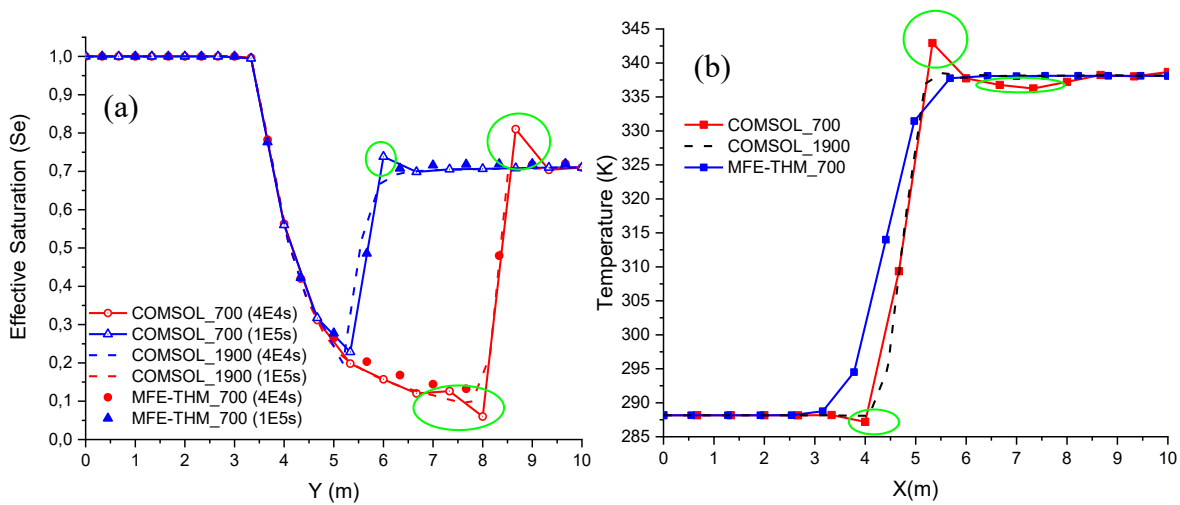 (a)
Effective Saturation (Se)
1,0
0,9
0,8
0,7
0,6
0,5
0,4
0,3
0,2
0,1
0,0
COMSOL_700 (4E4s)
COMSOL_700 (1E5s)
COMSOL_1900 (4E4s)
COMSOL_1900 (1E5s)
MFE-THM_700 (4E4s)
MFE-THM_700 (1E5s)
0 1 2 3 4 5 6 7 8 9 10
Y (m)
(b)
Temperature (K)
345
340
335
330
325
320
315
310
305
300
295
290
285
COMSOL_700
COMSOL_1900
MFE-THM_700
0 1 2 3 4 5 6 7 8 9 10
X(m)